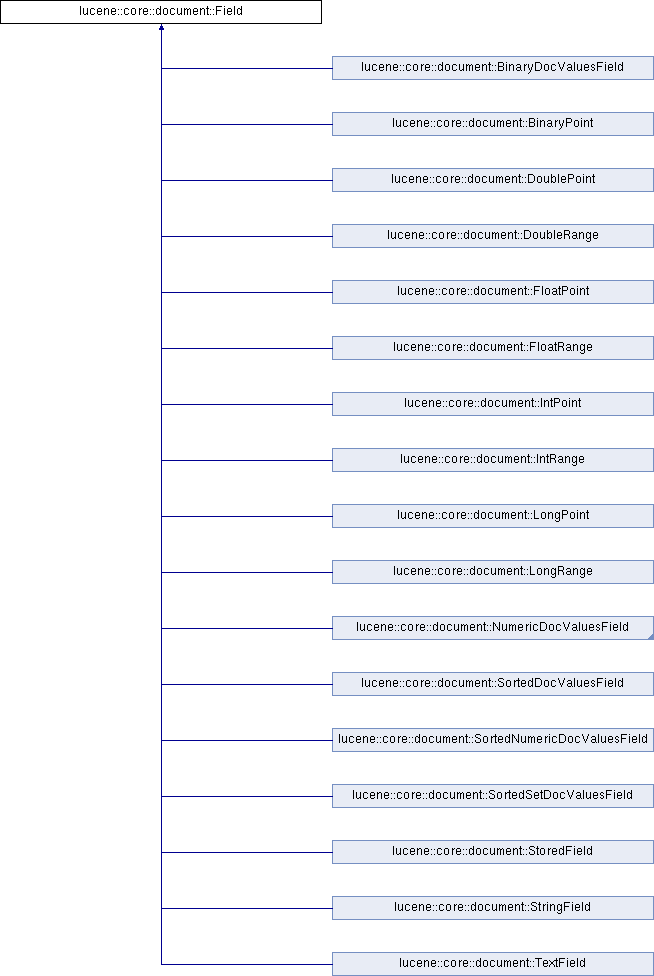 lucene::core::document::Field
lucene::core::document::BinaryDocValuesField
lucene::core::document::BinaryPoint
lucene::core::document::DoublePoint
lucene::core::document::DoubleRange
lucene::core::document::FloatPoint
lucene::core::document::FloatRange
lucene::core::document::IntPoint
lucene::core::document::IntRange
lucene::core::document::LongPoint
lucene::core::document::LongRange
lucene::core::document::NumericDocValuesField
lucene::core::document::SortedDocValuesField
lucene::core::document::SortedNumericDocValuesField
lucene::core::document::SortedSetDocValuesField
lucene::core::document::StoredField
lucene::core::document::StringField
lucene::core::document::TextField